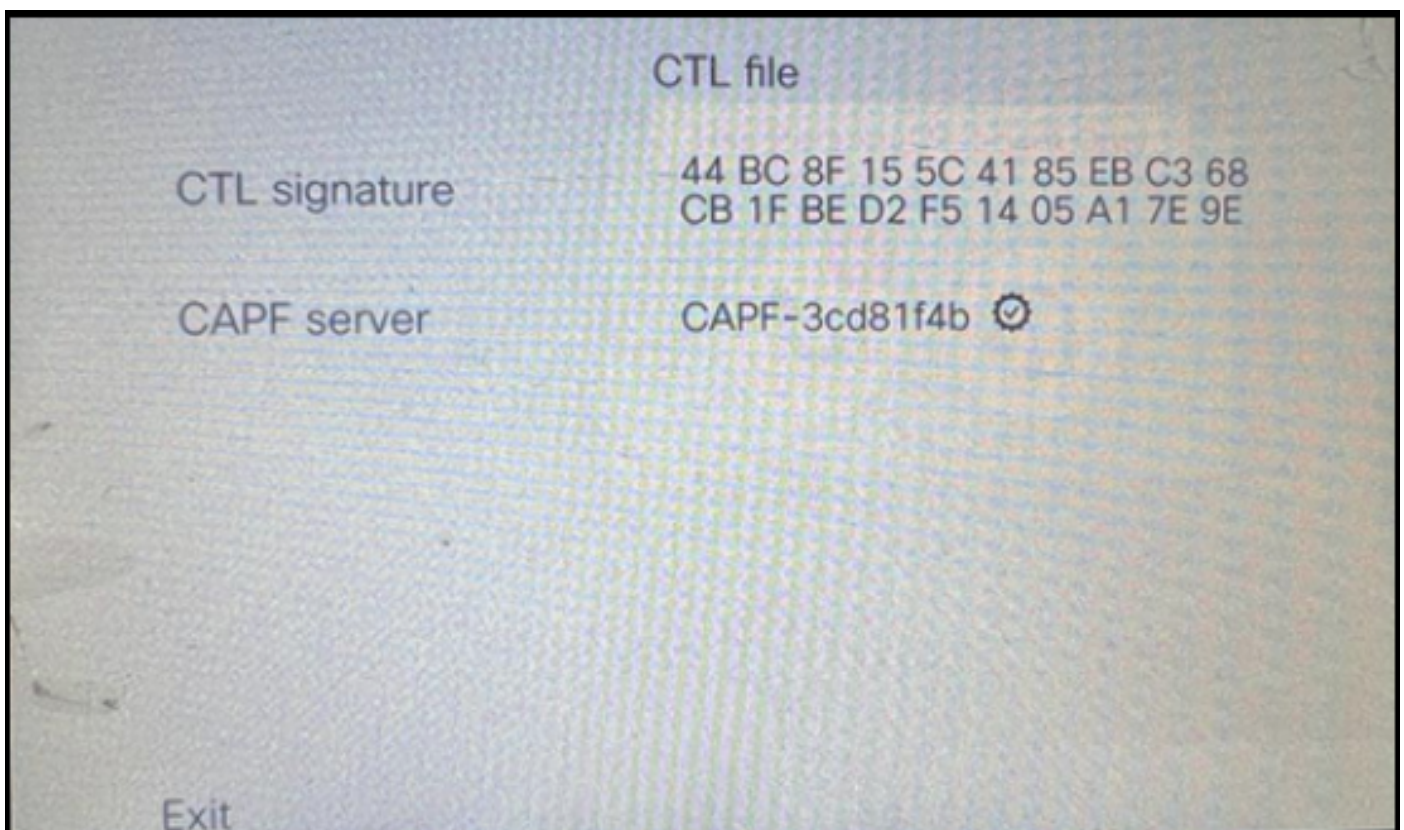 CTL file
CTL signature
44 BC 8F 15 5C 41 85 EB C3 68
CB 1F BE D2 F5 14 05 A1 7E 9E
CAPF server
CAPF-3cd81f4b
Exit